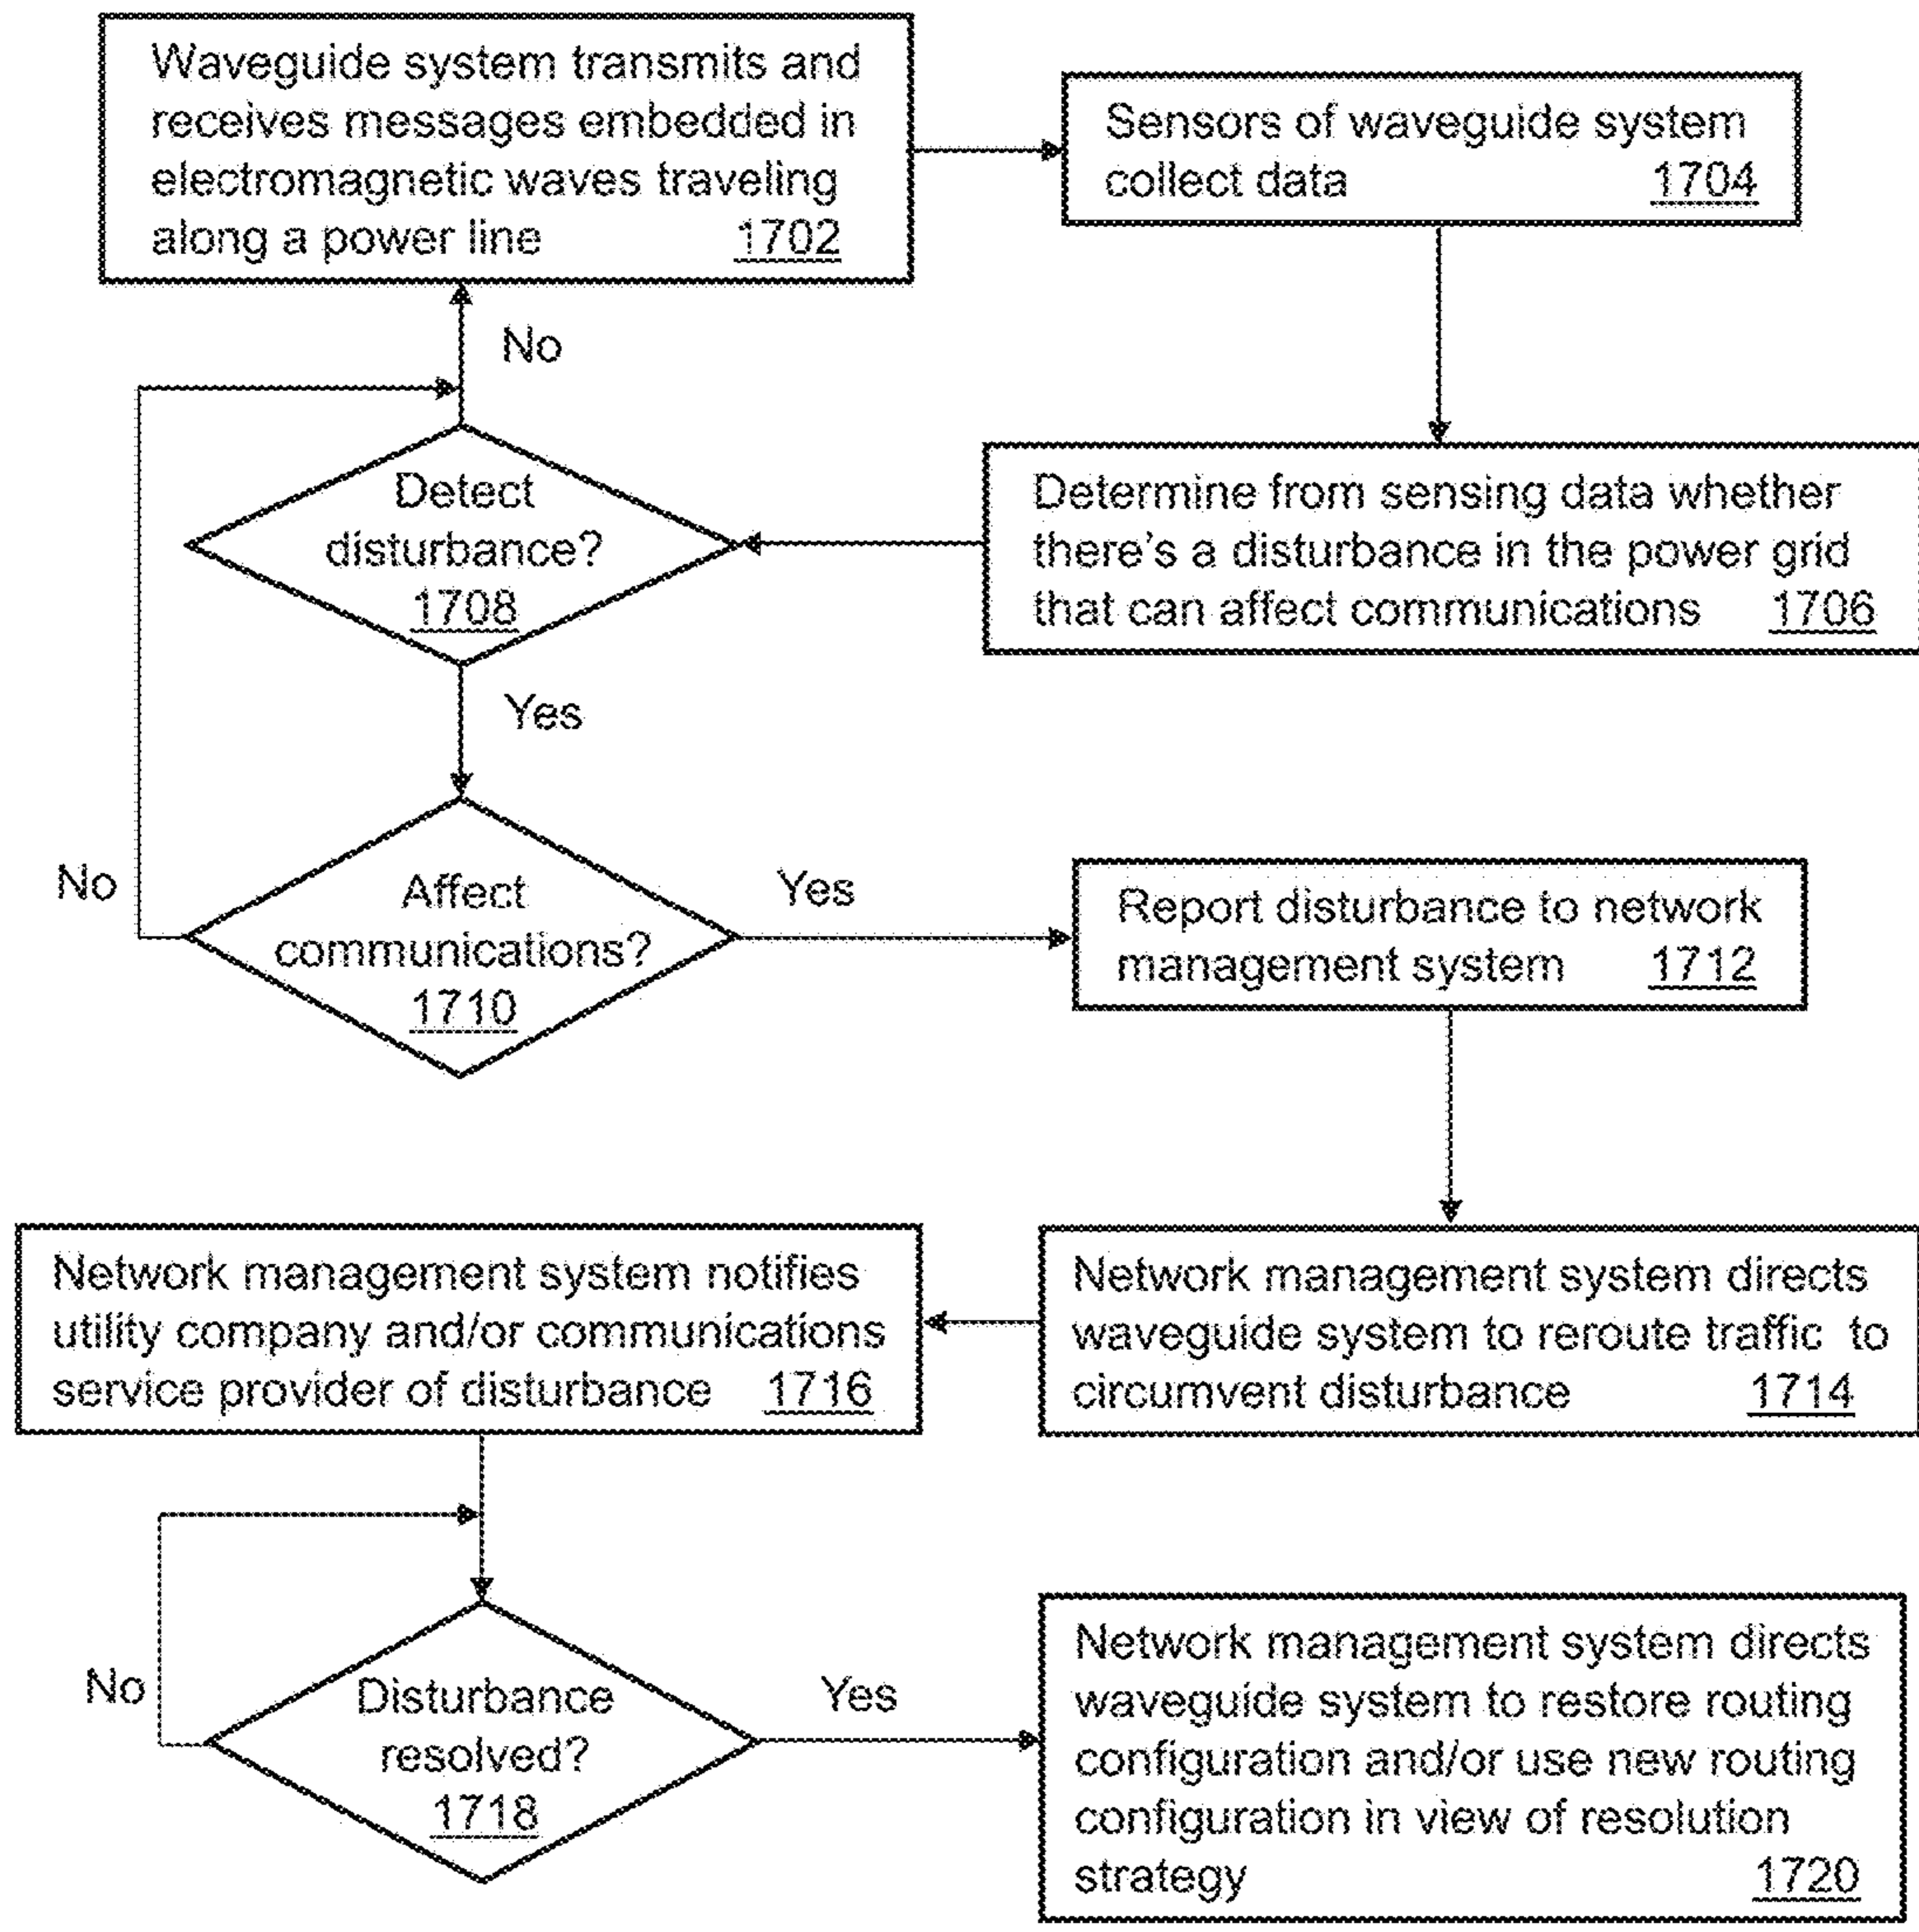 Waveguide system transmits and
receives messages embedded in
electromagnetic waves traveling
along a power line 1702
Sensors of waveguide system
collect data 1704
No
Detect
disturbance?
1708
Determine from sensing data whether
there's a disturbance in the power grid
that can affect communications 1706
Yes
No
Affect
communications?
1710
Yes
Report disturbance to network
management system 1712
Network management system notifies
utility company and/or communications
service provider of disturbance 1716
Network management system directs
waveguide system to reroute traffic to
circumvent disturbance 1714
No
Disturbance
resolved?
1718
Yes
Network management system directs
waveguide system to restore routing
configuration and/or use new routing
configuration in view of resolution
strategy 1720